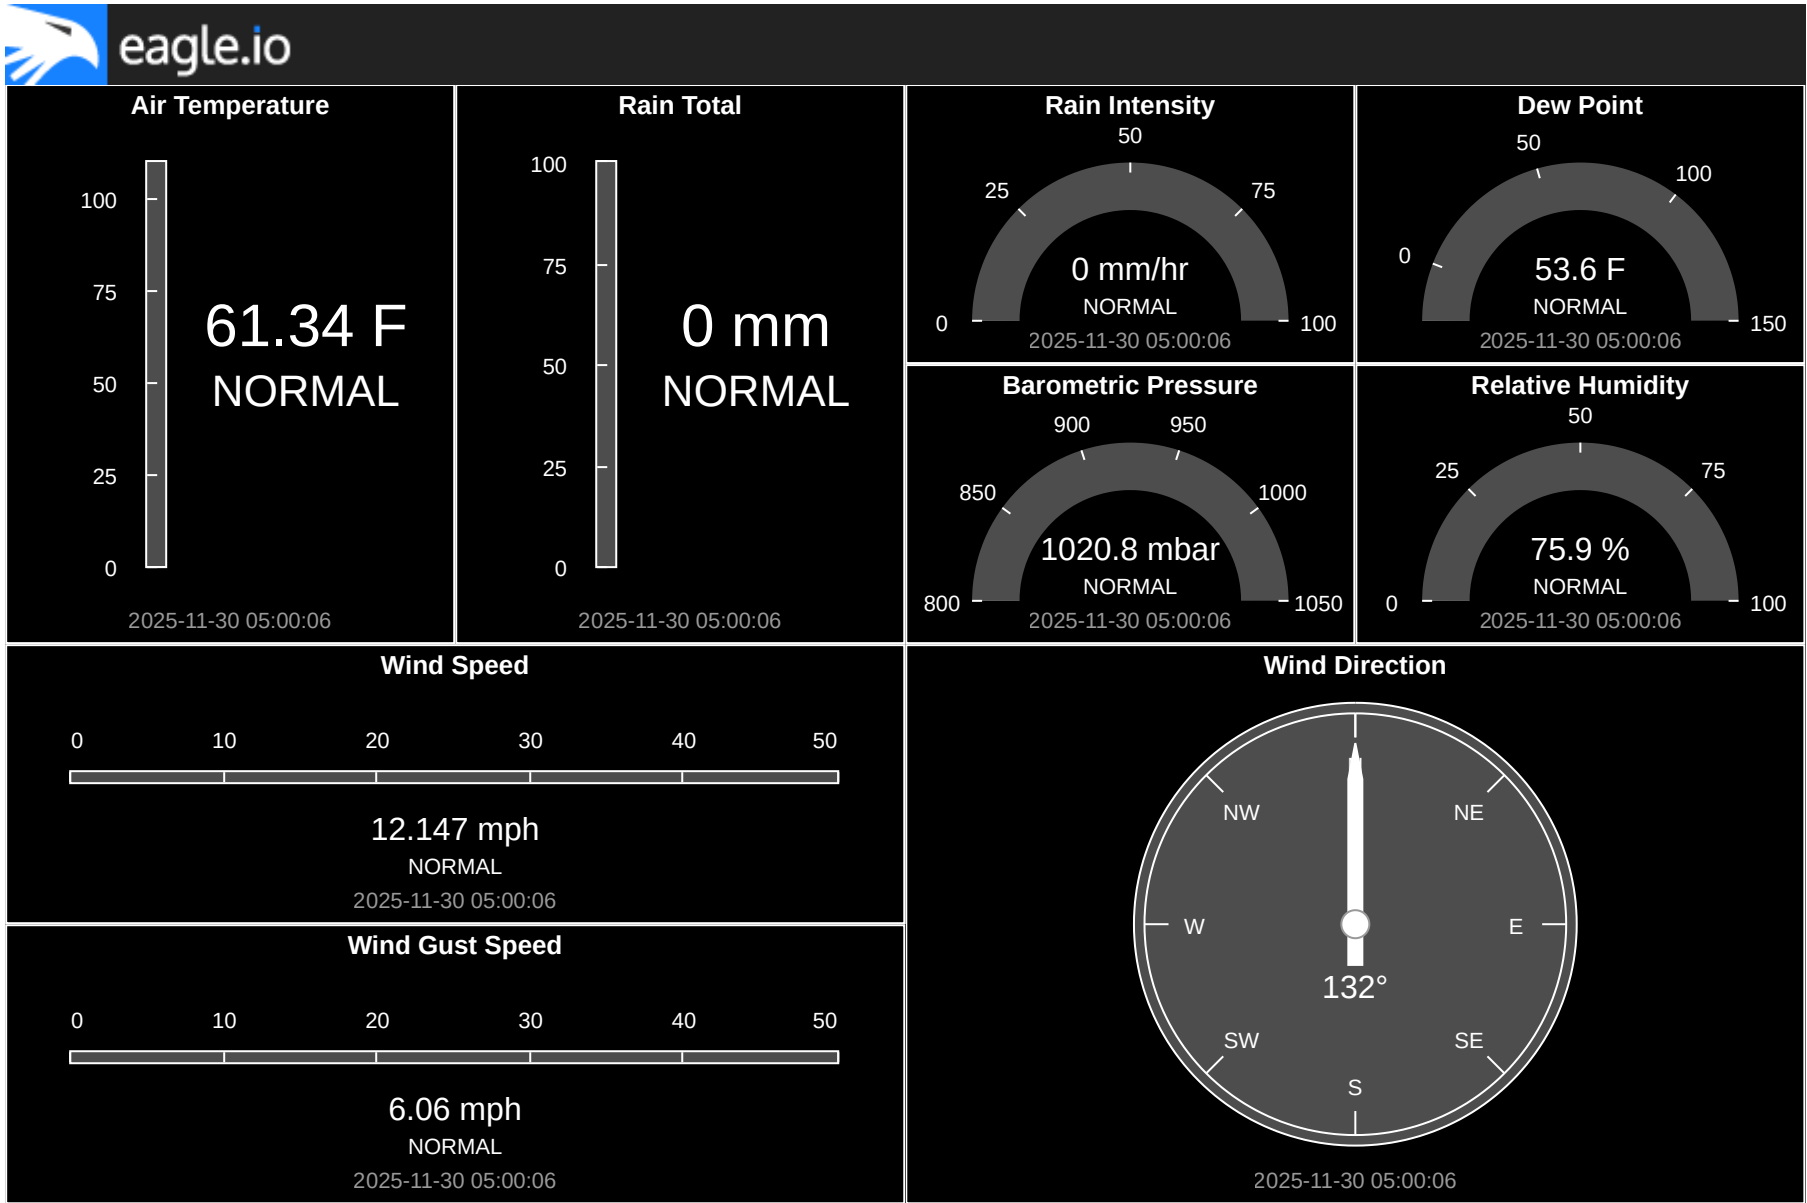 eagle.io
Air Temperature
100
75
50
25
0
61.34 F
NORMAL
2025-11-30 05:00:06
Rain Total
100
75
50
25
0
0 mm
NORMAL
2025-11-30 05:00:06
Rain Intensity
0
25
50
75
100
0 mm/hr
NORMAL
2025-11-30 05:00:06
Dew Point
0
50
100
150
53.6 F
NORMAL
2025-11-30 05:00:06
Barometric Pressure
800
850
900
950
1000
1050
1020.8 mbar
NORMAL
2025-11-30 05:00:06
Relative Humidity
0
25
50
75
100
75.9 %
NORMAL
2025-11-30 05:00:06
Wind Speed
0 10 20 30 40 50
12.147 mph
NORMAL
2025-11-30 05:00:06
Wind Gust Speed
0 10 20 30 40 50
6.06 mph
NORMAL
2025-11-30 05:00:06
Wind Direction
NW NE
W E
132°
SW SE
S
2025-11-30 05:00:06